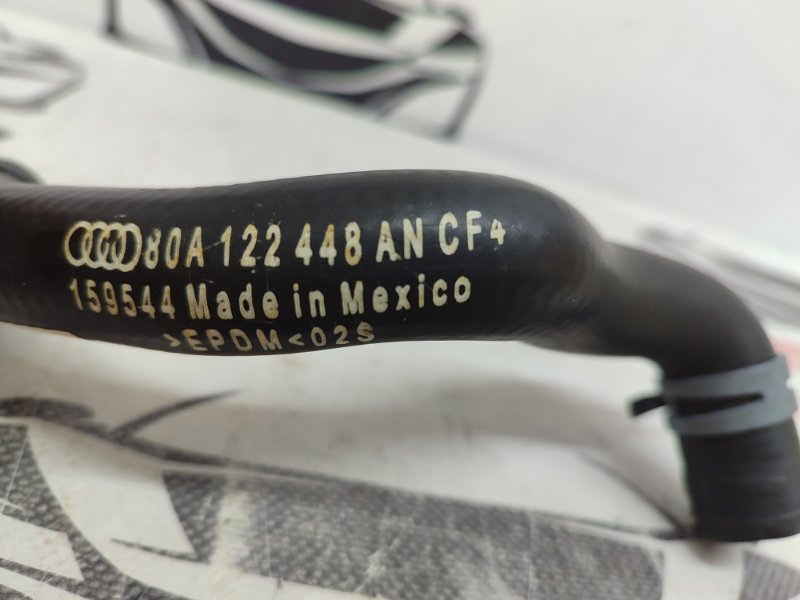 80A 122 448 AN CF4
159544 Made in Mexico
>EPDM<02S